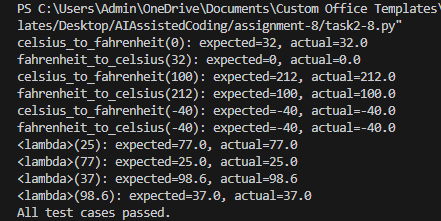 PS C:\Users\Admin\OneDrive\Documents\Custom Office Templates\
lates/Desktop/AIAssistedCoding/assignment-8/task2-8.py"
celsius_to_fahrenheit(0): expected=32, actual=32.0
fahrenheit_to_celsius(32): expected=0, actual=0.0
celsius_to_fahrenheit(100): expected=212, actual=212.0
fahrenheit_to_celsius(212): expected=100, actual=100.0
celsius_to_fahrenheit(-40): expected=-40, actual=-40.0
fahrenheit_to_celsius(-40): expected=-40, actual=-40.0
<lambda>(25): expected=77.0, actual=77.0
<lambda>(77): expected=25.0, actual=25.0
<lambda>(37): expected=98.6, actual=98.6
<lambda>(98.6): expected=37.0, actual=37.0
All test cases passed.